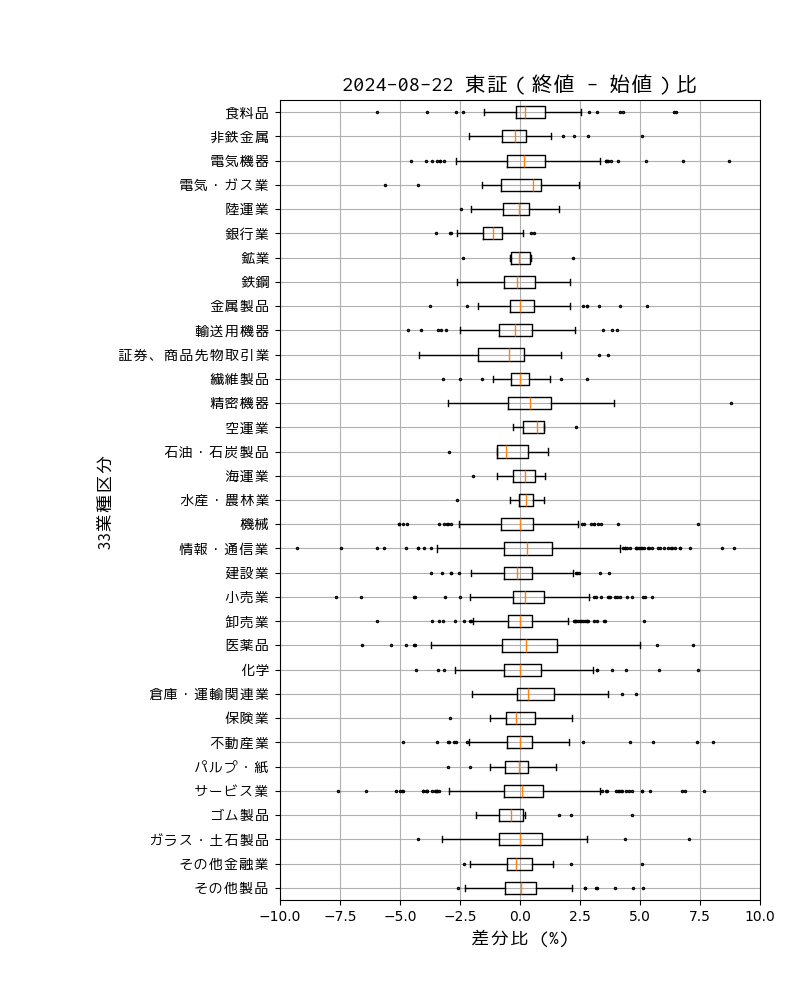 2024-08-22 東証(終値 - 始値)比
食料品
非鉄金属
電気機器
電気・ガス業
陸運業
銀行業
鉱業
鉄鋼
金属製品
輸送用機器
証券、商品先物取引業
繊維製品
精密機器
空運業
石油・石炭製品
海運業
水産・農林業
機械
情報・通信業
建設業
小売業
卸売業
医薬品
化学
倉庫・運輸関連業
保険業
不動産業
パルプ・紙
サービス業
ゴム製品
ガラス・土石製品
その他金融業
その他製品
33業種区分
−10.0 −7.5 −5.0 −2.5 0.0 2.5 5.0 7.5 10.0
差分比 (%)